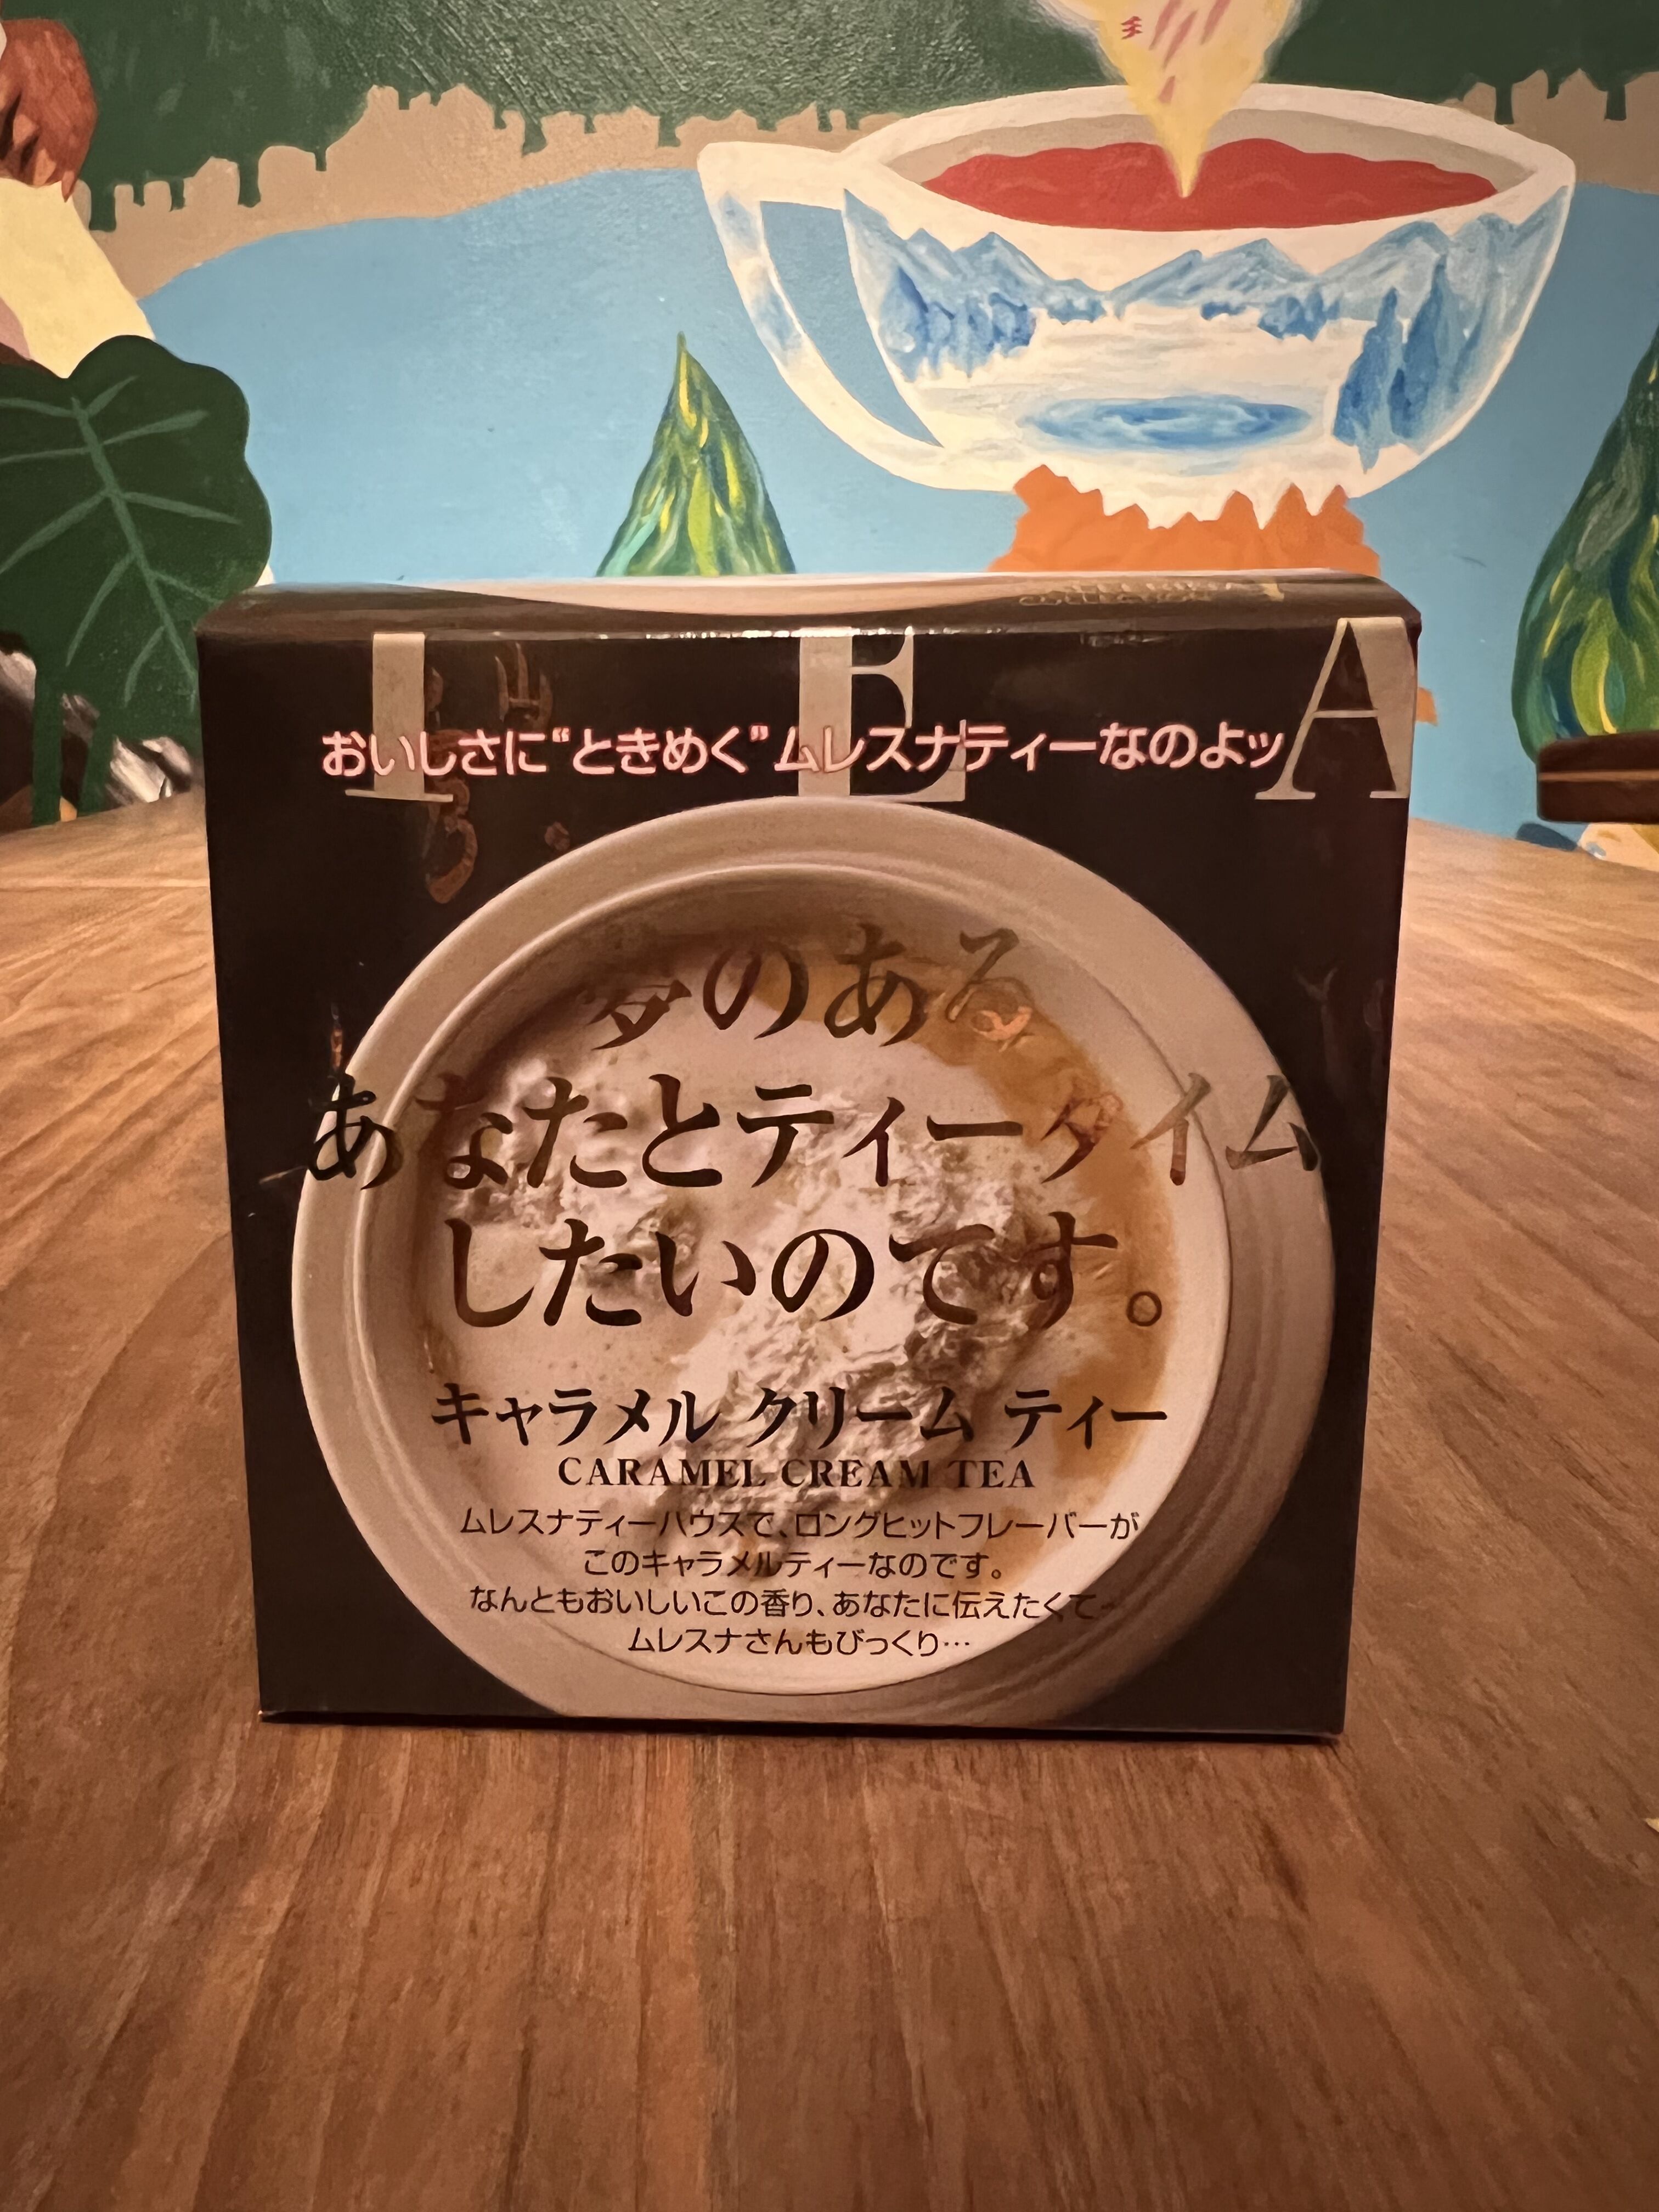 TEA
おいしさに“ときめく”ムレスナティーなのよッ
夢のある
あなたとティータイム
したいのです。
キャラメル クリーム ティー
CARAMEL CREAM TEA
ムレスナティーハウスで、ロングヒットフレーバーが
このキャラメルティーなのです。
なんともおいしいこの香り、あなたに伝えたくて~
ムレスナさんもびっくり…